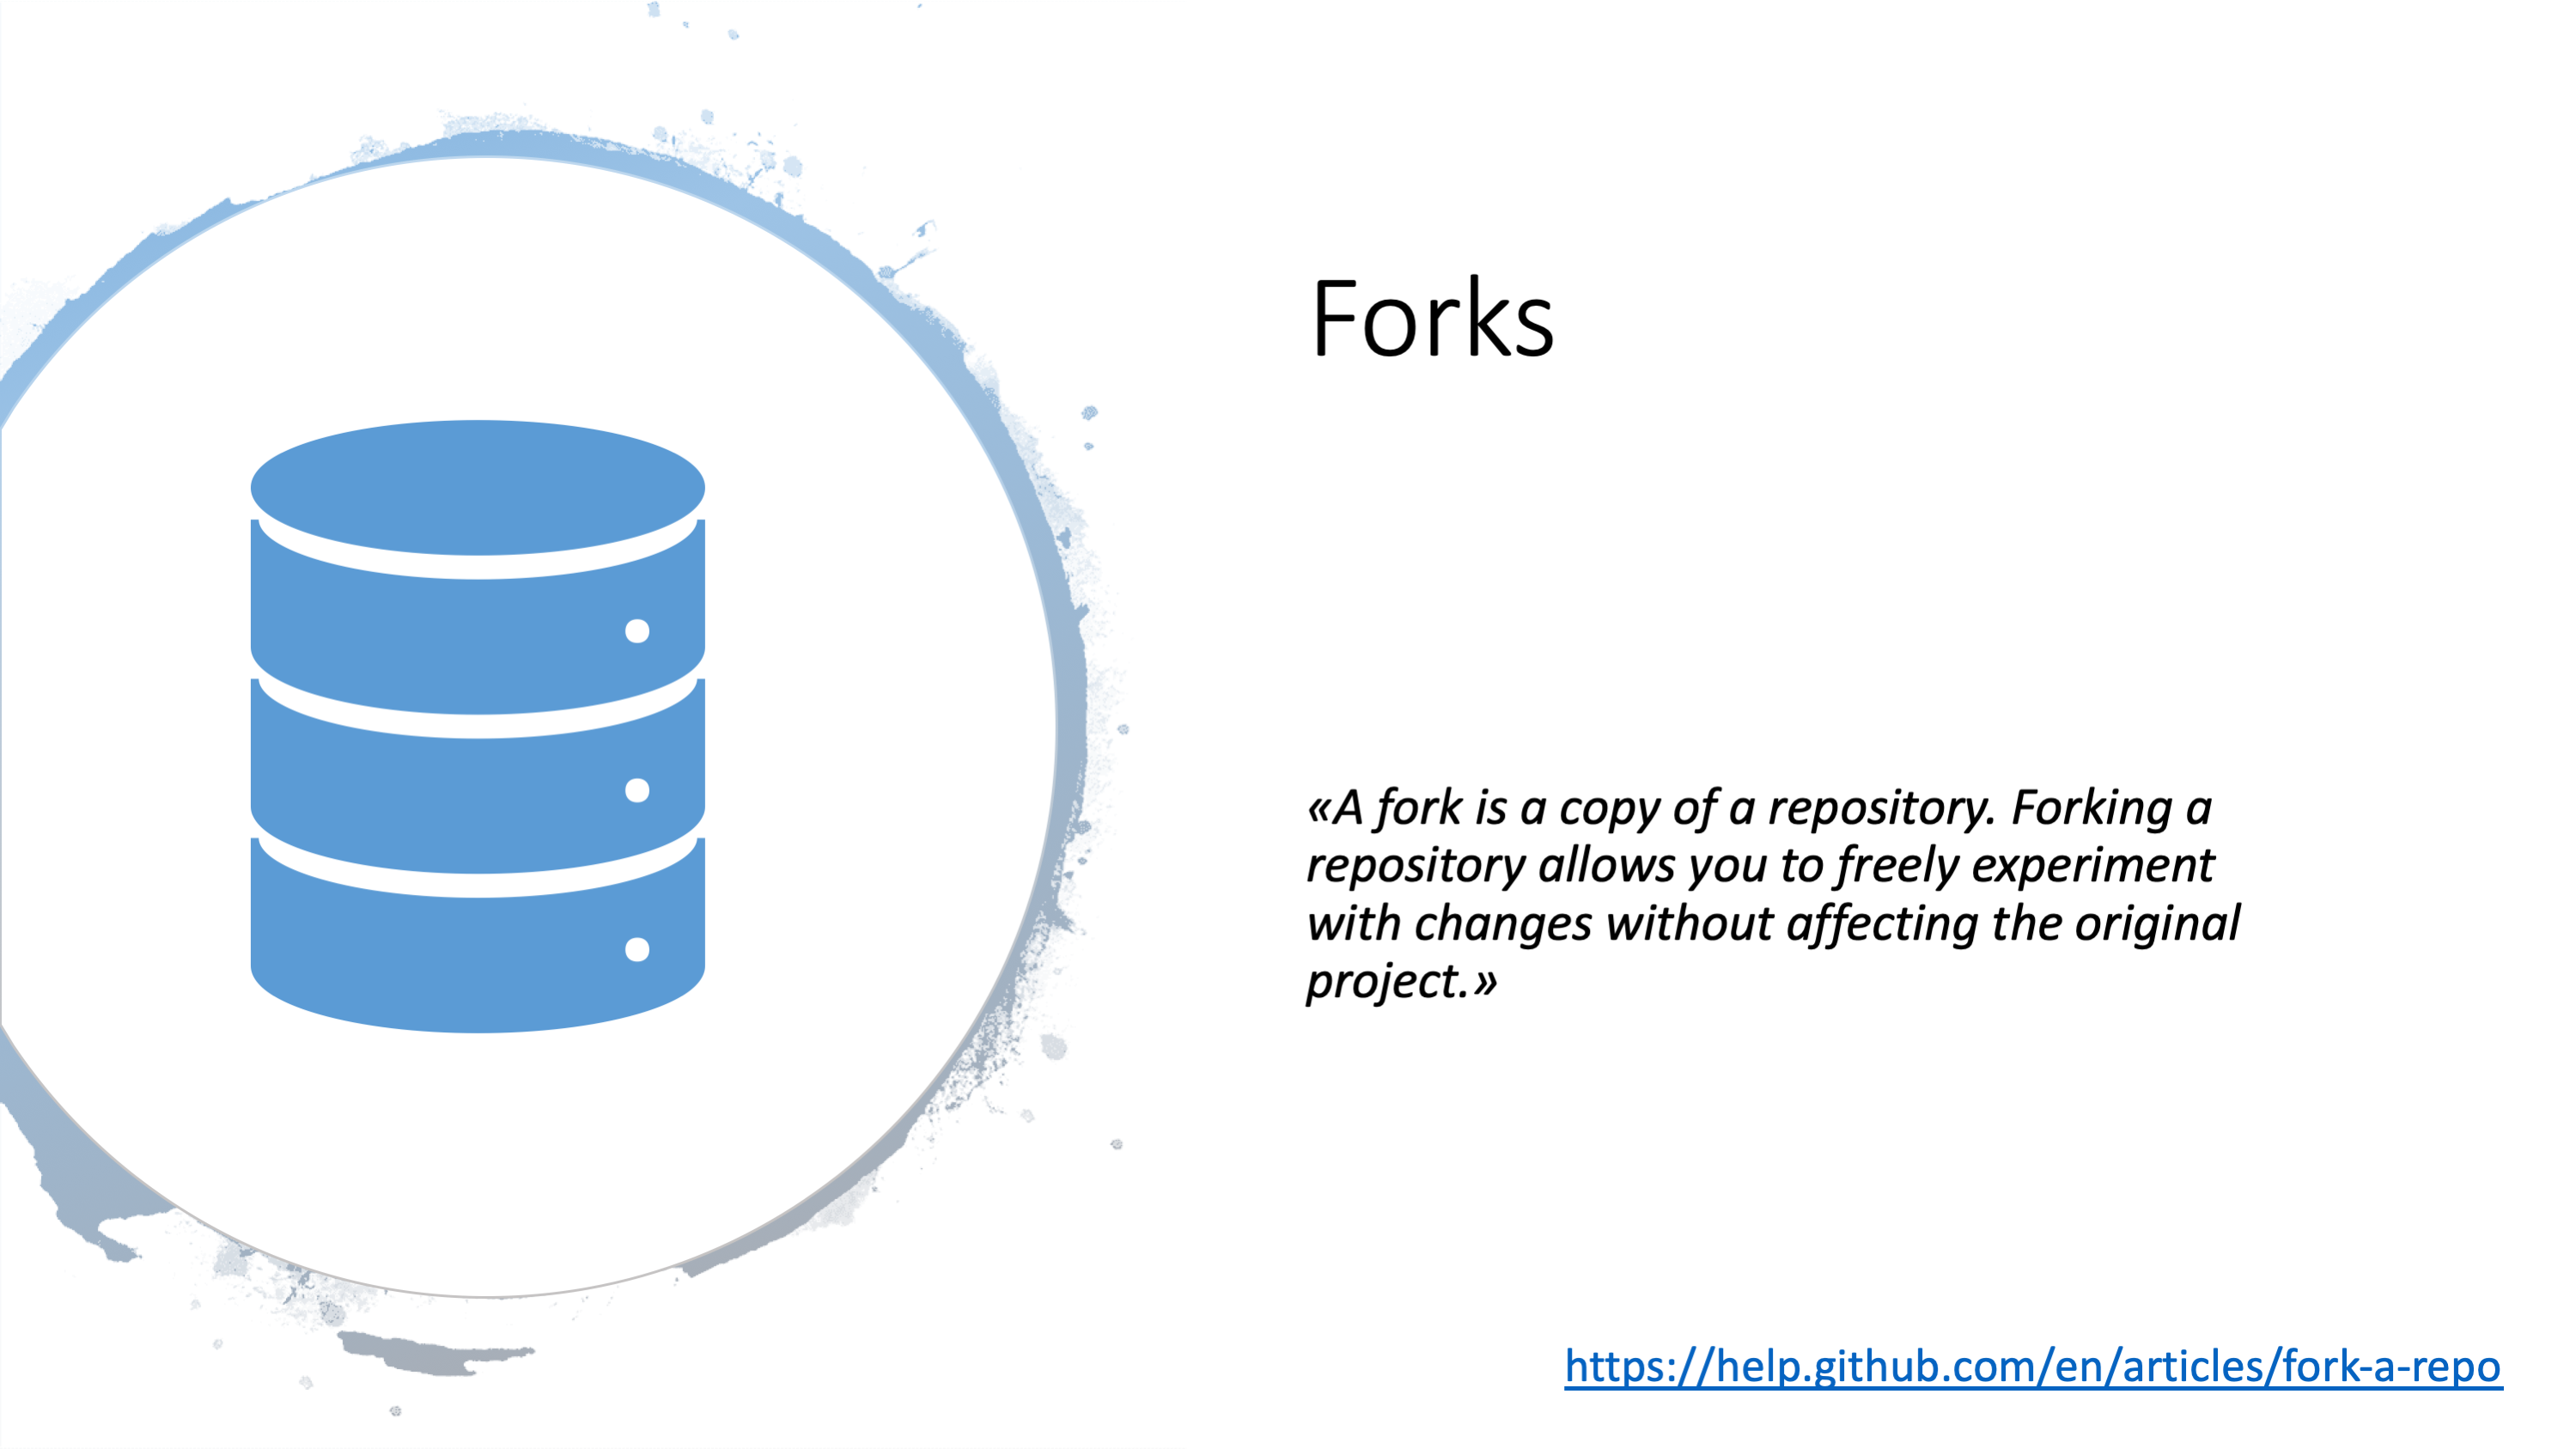 Forks
«A fork is a copy of a repository. Forking a
repository allows you to freely experiment
with changes without affecting the original
project.»
https://help.github.com/en/articles/fork-a-repo